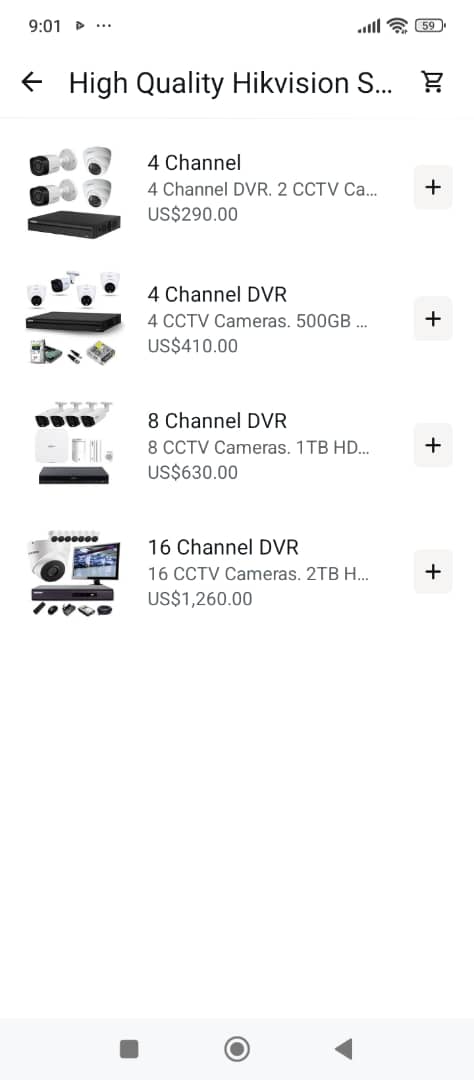 9:01
59
High Quality Hikvision S...
4 Channel
4 Channel DVR. 2 CCTV Ca...
US$290.00
+
4 Channel DVR
4 CCTV Cameras. 500GB ...
US$410.00
+
8 Channel DVR
8 CCTV Cameras. 1TB HD...
US$630.00
+
16 Channel DVR
16 CCTV Cameras. 2TB H...
US$1,260.00
+